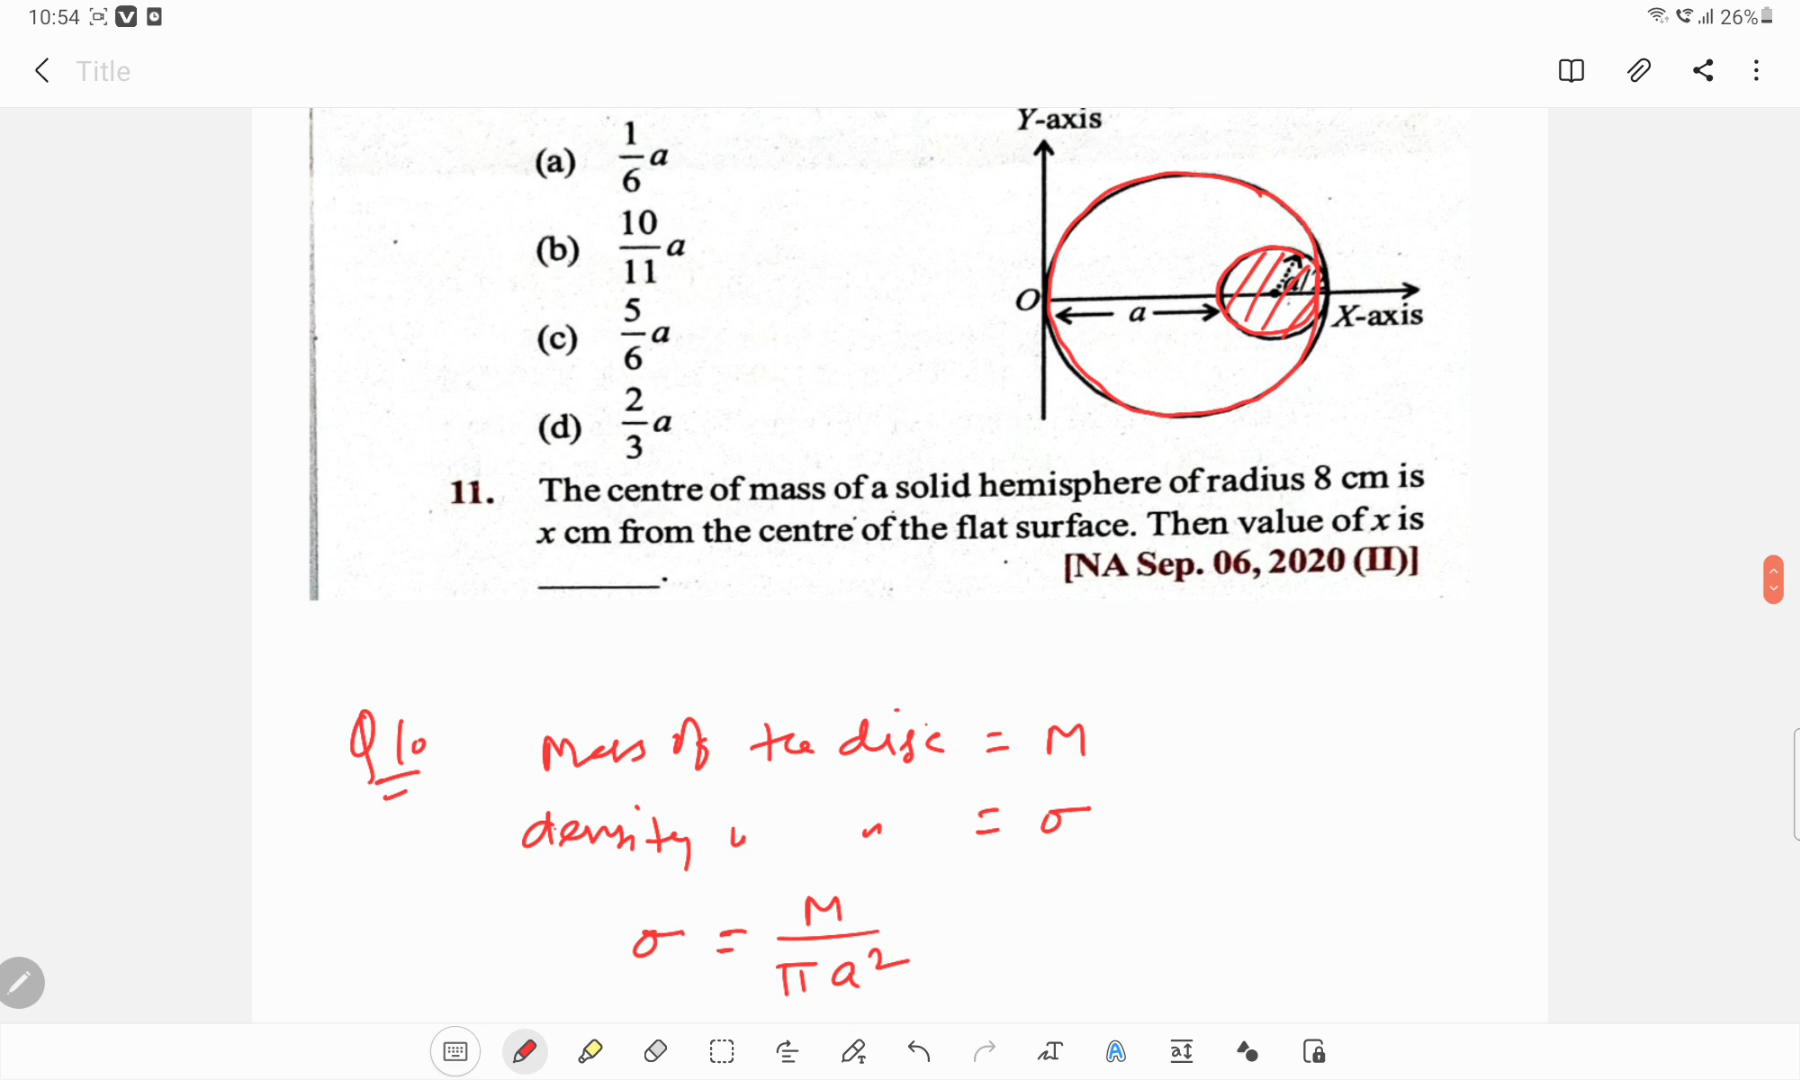 10:54
26%
Title
Y-axis
(a) 1/6 a
(b) 10/11 a
(c) 5/6 a
(d) 2/3 a
O
a
X-axis
11. The centre of mass of a solid hemisphere of radius 8 cm is
x cm from the centre of the flat surface. Then value of x is
[NA Sep. 06, 2020 (II)]
______.
Q10 Mass of the disc = M
density " " = σ
σ = M/πa²